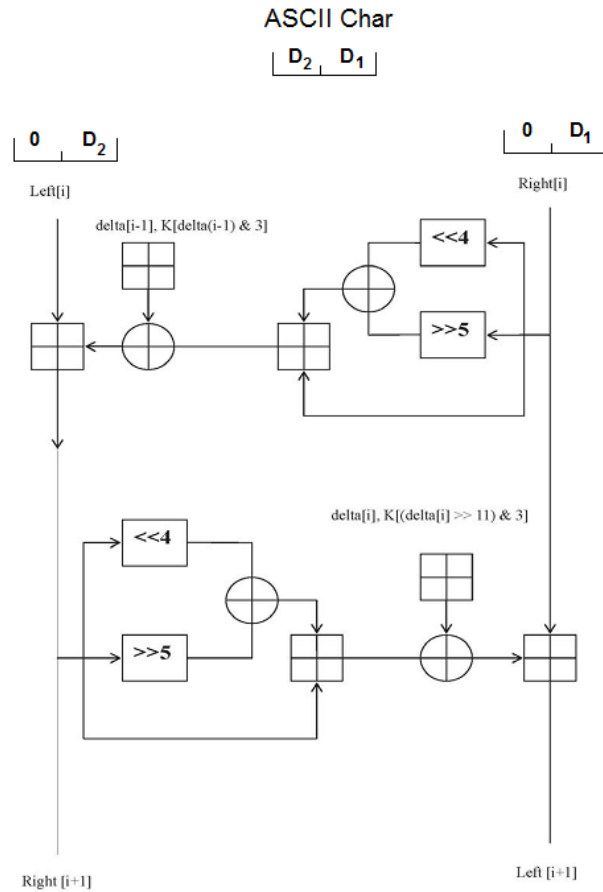 ASCII Char
D2 D1
0 D2
0 D1
Left[i]
Right[i]
delta[i-1], K[delta(i-1) & 3]
<<4
>>5
delta[i], K[(delta[i] >> 11) & 3]
<<4
>>5
Right [i+1]
Left [i+1]